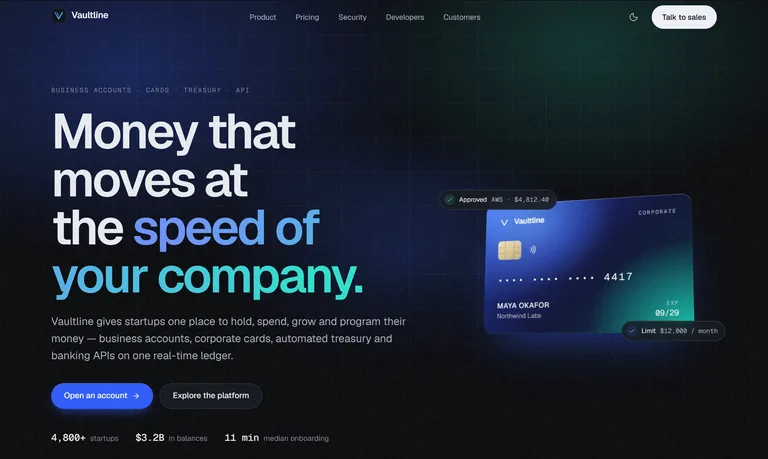 Vaultline
Product Pricing Security Developers Customers
Talk to sales
BUSINESS ACCOUNTS · CARDS · TREASURY · API
Money that
moves at
the speed of
your company.
Vaultline gives startups one place to hold, spend, grow and program their
money — business accounts, corporate cards, automated treasury and
banking APIs on one real-time ledger.
Open an account →
Explore the platform
4,800+ startups $3.2B in balances 11 min median onboarding
Approved AWS · $4,812.40
Vaultline
CORPORATE
•••• •••• •••• 4417
MAYA OKAFOR
Northwind Labs
EXP
09/29
Limit $12,000 / month